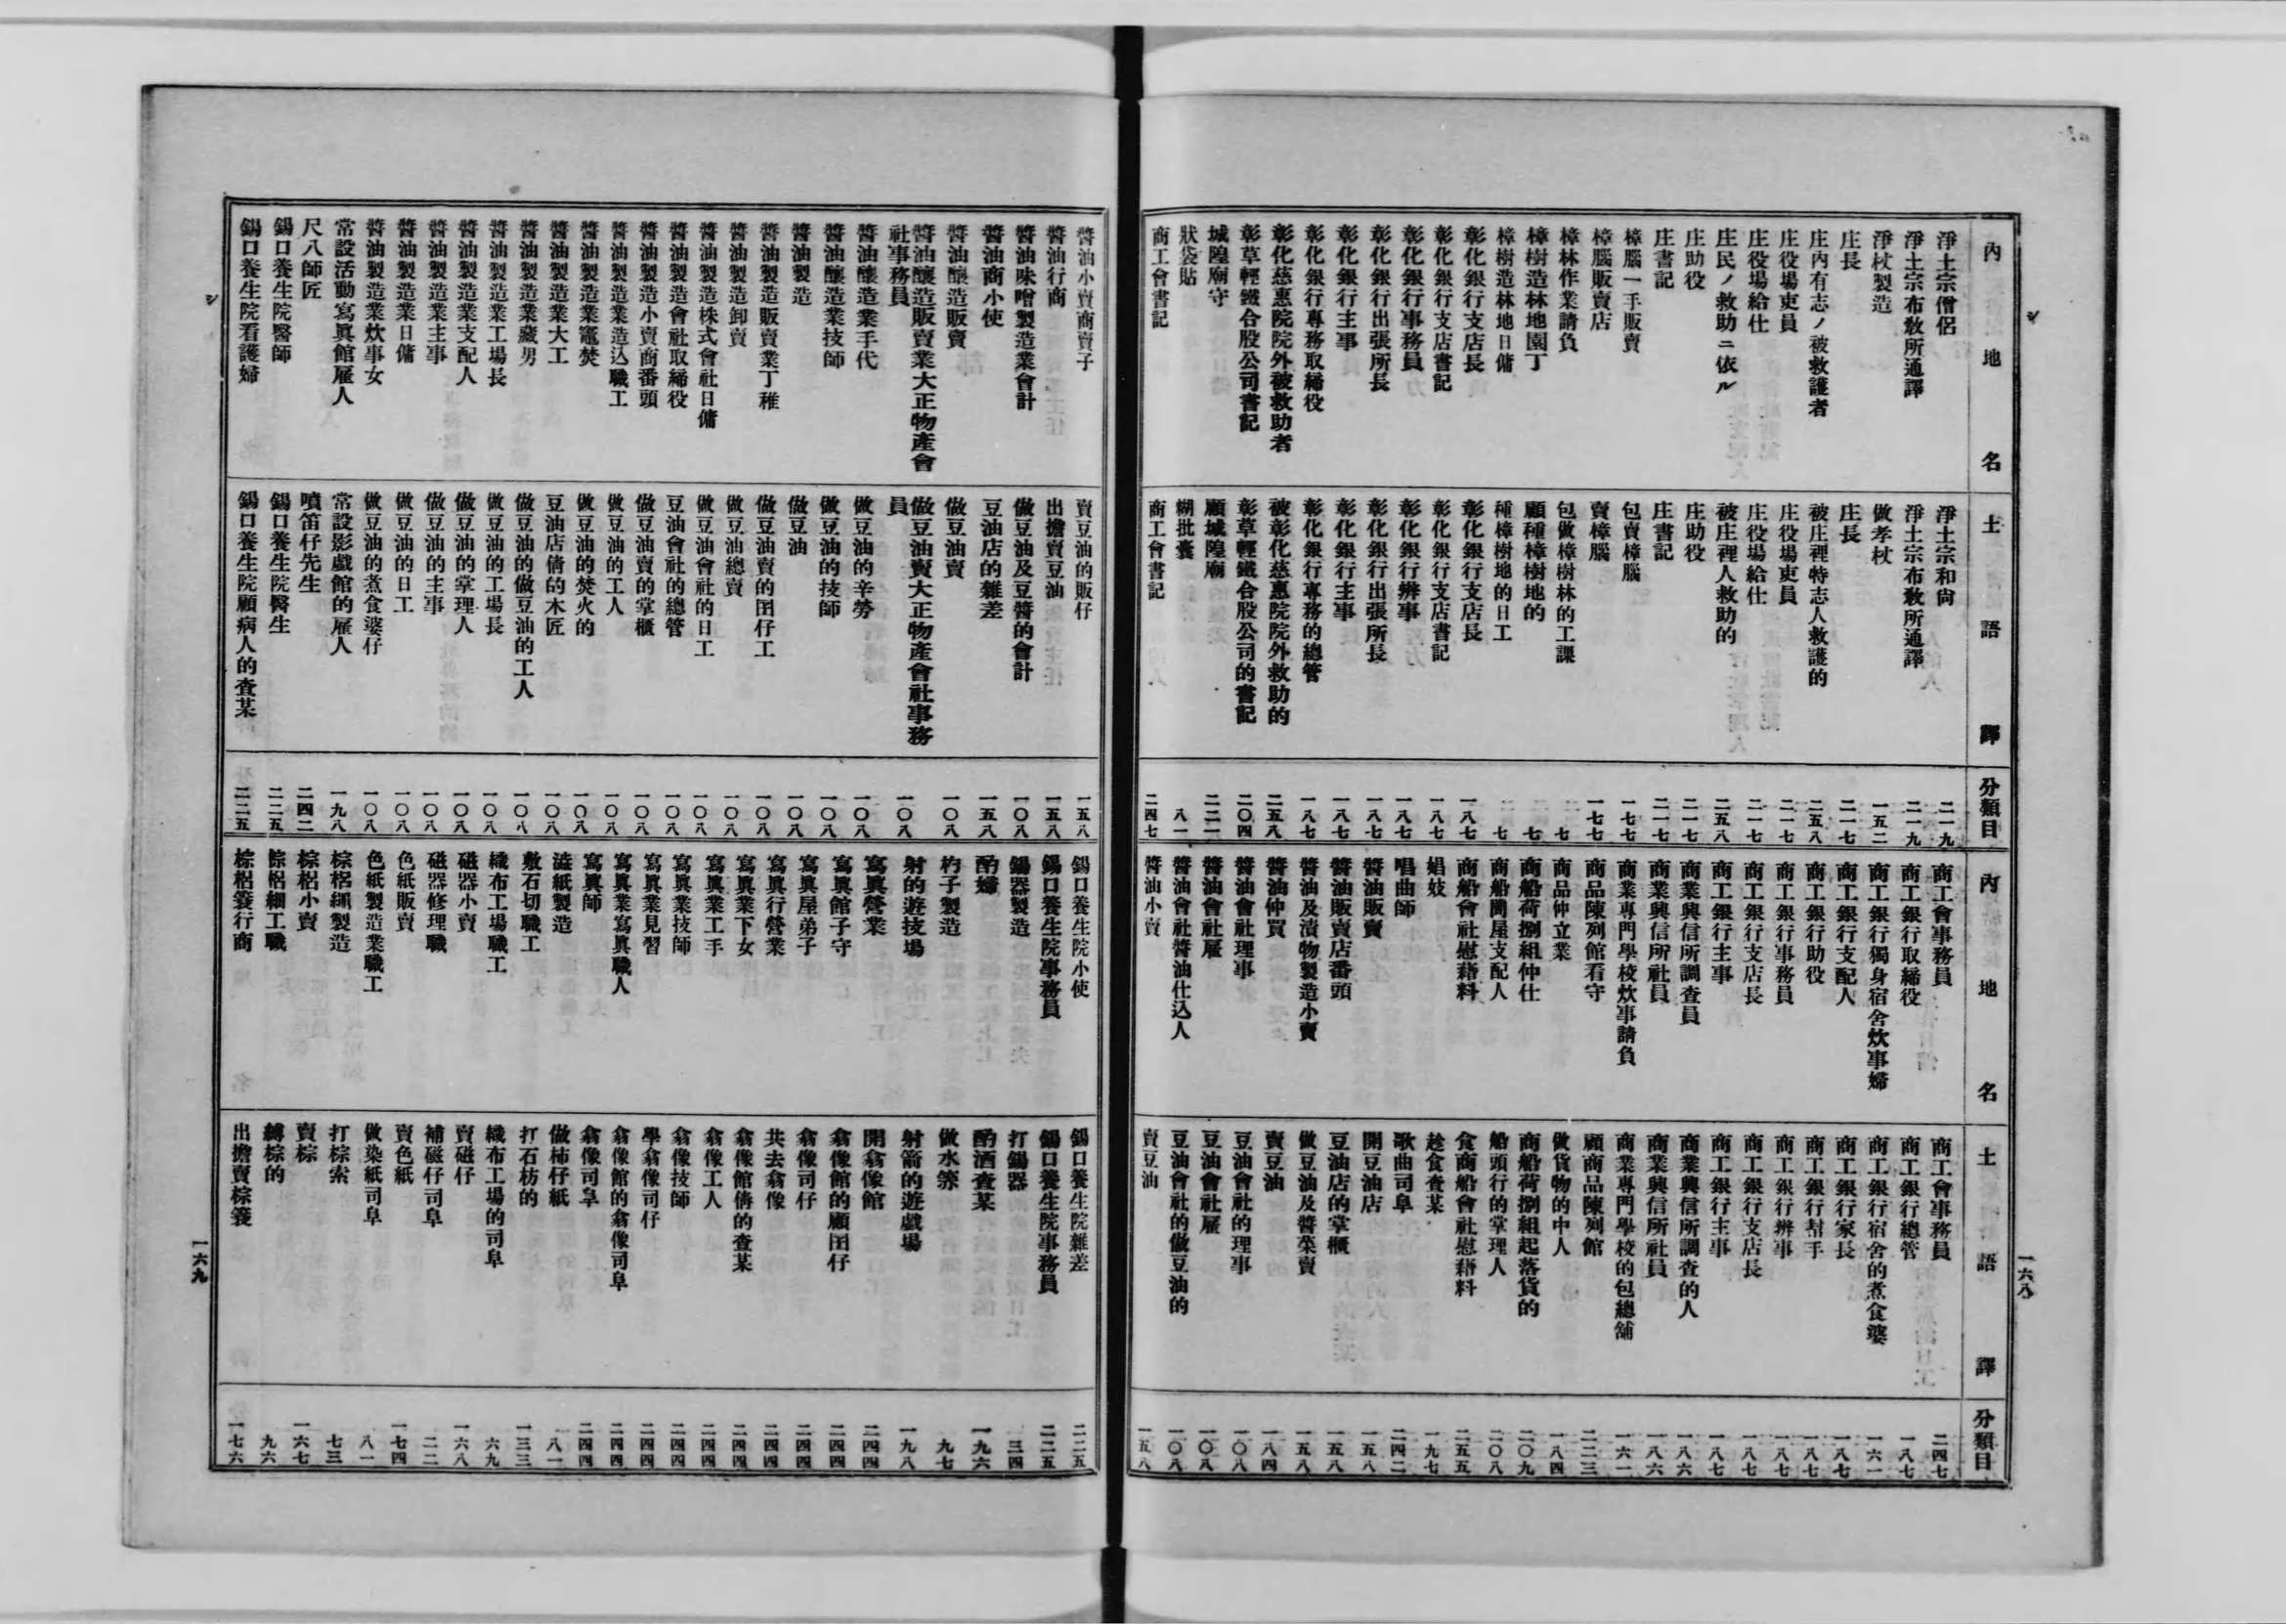 內地名 土語譯 分類目
淨土宗僧侶 淨土宗和尙 二一九
淨土宗布敎所通譯 淨土宗布敎所通譯 二一九
淨杖製造 做孝杖 一五二
庄長 庄長 二一七
庄內有志ノ被救護者 被庄裡特志人救護的 二五八
庄役場吏員 庄役場吏員 二一七
庄役場給仕 庄役場給仕 二一七
庄民ノ救助ニ依ル 被庄裡人救助的 二五八
庄助役 庄助役 二一七
庄書記 庄書記 二一七
樟腦一手販賣 包賣樟腦 一七七
樟腦販賣店 賣樟腦 一七七
樟林作業請負 包做樟樹林的工課 七
樟樹造林地園丁 顧種樟樹地的 七
樟樹造林地日傭 種樟樹地的日工 七
彰化銀行支店長 彰化銀行支店長 一八七
彰化銀行支店書記 彰化銀行支店書記 一八七
彰化銀行事務員 彰化銀行辨事 一八七
彰化銀行出張所長 彰化銀行出張所長 一八七
彰化銀行主事 彰化銀行主事 一八七
彰化銀行專務取締役 彰化銀行專務的總管 一八七
彰化慈惠院院外被救助者 被彰化慈惠院院外救助的 二五八
彰草輕鐵合股公司書記 彰草輕鐵合股公司的書記 二〇四
城隍廟守 顧城隍廟 二二一
狀袋貼 糊批囊 八一
商工會書記 商工會書記 二四七
內地名 土語譯 分類目
商工會事務員 商工會事務員 二四七
商工銀行取締役 商工銀行總管 一八七
商工銀行獨身宿舍炊事婦 商工銀行宿舍的煮食婆 一六一
商工銀行支配人 商工銀行家長 一八七
商工銀行助役 商工銀行幇手 一八七
商工銀行事務員 商工銀行辨事 一八七
商工銀行支店長 商工銀行支店長 一八七
商工銀行主事 商工銀行主事 一八七
商業興信所調査員 商業興信所調査的人 一八六
商業興信所社員 商業興信所社員 一八六
商業專門學校炊事請負 商業專門學校的包總舖 一六一
商品陳列館看守 顧商品陳列館 二二三
商品仲立業 做貨物的中人 一八四
商船荷捌組仲仕 商船荷捌組起落貨的 二〇九
商船問屋支配人 船頭行的掌理人 二〇八
商船會社慰藉料 食商船會社慰藉料 二五五
娼妓 趁食査某 一九七
唱曲師 歌曲司阜 二四二
醬油販賣 開豆油店 一五八
醬油販賣店番頭 豆油店的掌櫃 一五八
醬油及漬物製造小賣 做豆油及醬菜賣 一五八
醬油仲買 賣豆油 一八四
醬油會社理事 豆油會社的理事 一〇八
醬油會社雇 豆油會社雇 一〇八
醬油會社醬油仕込人 豆油會社的做豆油的 一〇八
醬油小賣 賣豆油 一五八
一六八
醬油小賣商賣子 賣豆油的販仔 一五八
醬油行商 出擔賣豆油 一五八
醬油味噌製造業會計 做豆油及豆醬的會計 一〇八
醬油商小使 豆油店的雜差 一五八
醬油釀造販賣 做豆油賣 一〇八
醬油釀造販賣業大正物產會社事務員 做豆油賣大正物產會社事務員 一〇八
醬油釀造業手代 做豆油的辛勞 一〇八
醬油釀造業技師 做豆油的技師 一〇八
醬油製造 做豆油 一〇八
醬油製造販賣業丁稚 做豆油賣的囝仔工 一〇八
醬油製造卸賣 做豆油總賣 一〇八
醬油製造株式會社日傭 做豆油會社的日工 一〇八
醬油製造會社取締役 豆油會社的總管 一〇八
醬油製造小賣商番頭 做豆油賣的掌櫃 一〇八
醬油製造業造込職工 做豆油的工人 一〇八
醬油製造業竈焚 做豆油的焚火的 一〇八
醬油製造業大工 豆油店倩的木匠 一〇八
醬油製造業藏男 做豆油的做豆油的工人 一〇八
醬油製造業工場長 做豆油的工場長 一〇八
醬油製造業支配人 做豆油的掌理人 一〇八
醬油製造業主事 做豆油的主事 一〇八
醬油製造業日傭 做豆油的日工 一〇八
醬油製造業炊事女 做豆油的煮食婆仔 一〇八
常設活動寫眞館雇人 常設影戲館的雇人 一九八
尺八師匠 噴笛仔先生 二四二
錫口養生院醫師 錫口養生院醫生 二二五
錫口養生院看護婦 錫口養生院顧病人的査某 二二五
錫口養生院小使 錫口養生院雜差 二二五
錫口養生院事務員 錫口養生院事務員 二二五
錫器製造 打錫器 三四
酌婦 酌酒査某 一九六
杓子製造 做水 九七
射的遊技場 射箭的遊戲場 一九八
寫眞營業 開翕像館 二四四
寫眞館子守 翕像館的顧囝仔 二四四
寫眞屋弟子 翕像司仔 二四四
寫眞行營業 共去翕像 二四四
寫眞業下女 翕像館倩的査某 二四四
寫眞業工手 翕像工人 二四四
寫眞業技師 翕像技師 二四四
寫眞業見習 學翕像司仔 二四四
寫眞業寫眞職人 翕像館的翕像司阜 二四四
寫眞師 翕像司阜 二四四
澁紙製造 做柿仔紙 八一
敷石切職工 打石枋的 一三三
織布工場職工 織布工場的司阜 六九
磁器小賣 賣磁仔 一六八
磁器修理職 補磁仔司阜 二二
色紙販賣 賣色紙 一七四
色紙製造業職工 做染紙司阜 八一
棕梠繩製造 打棕索 七三
棕梠小賣 賣棕 一六七
棕梠細工職 縛棕的 九六
棕梠簑行商 出擔賣棕簑 一七六
一六九